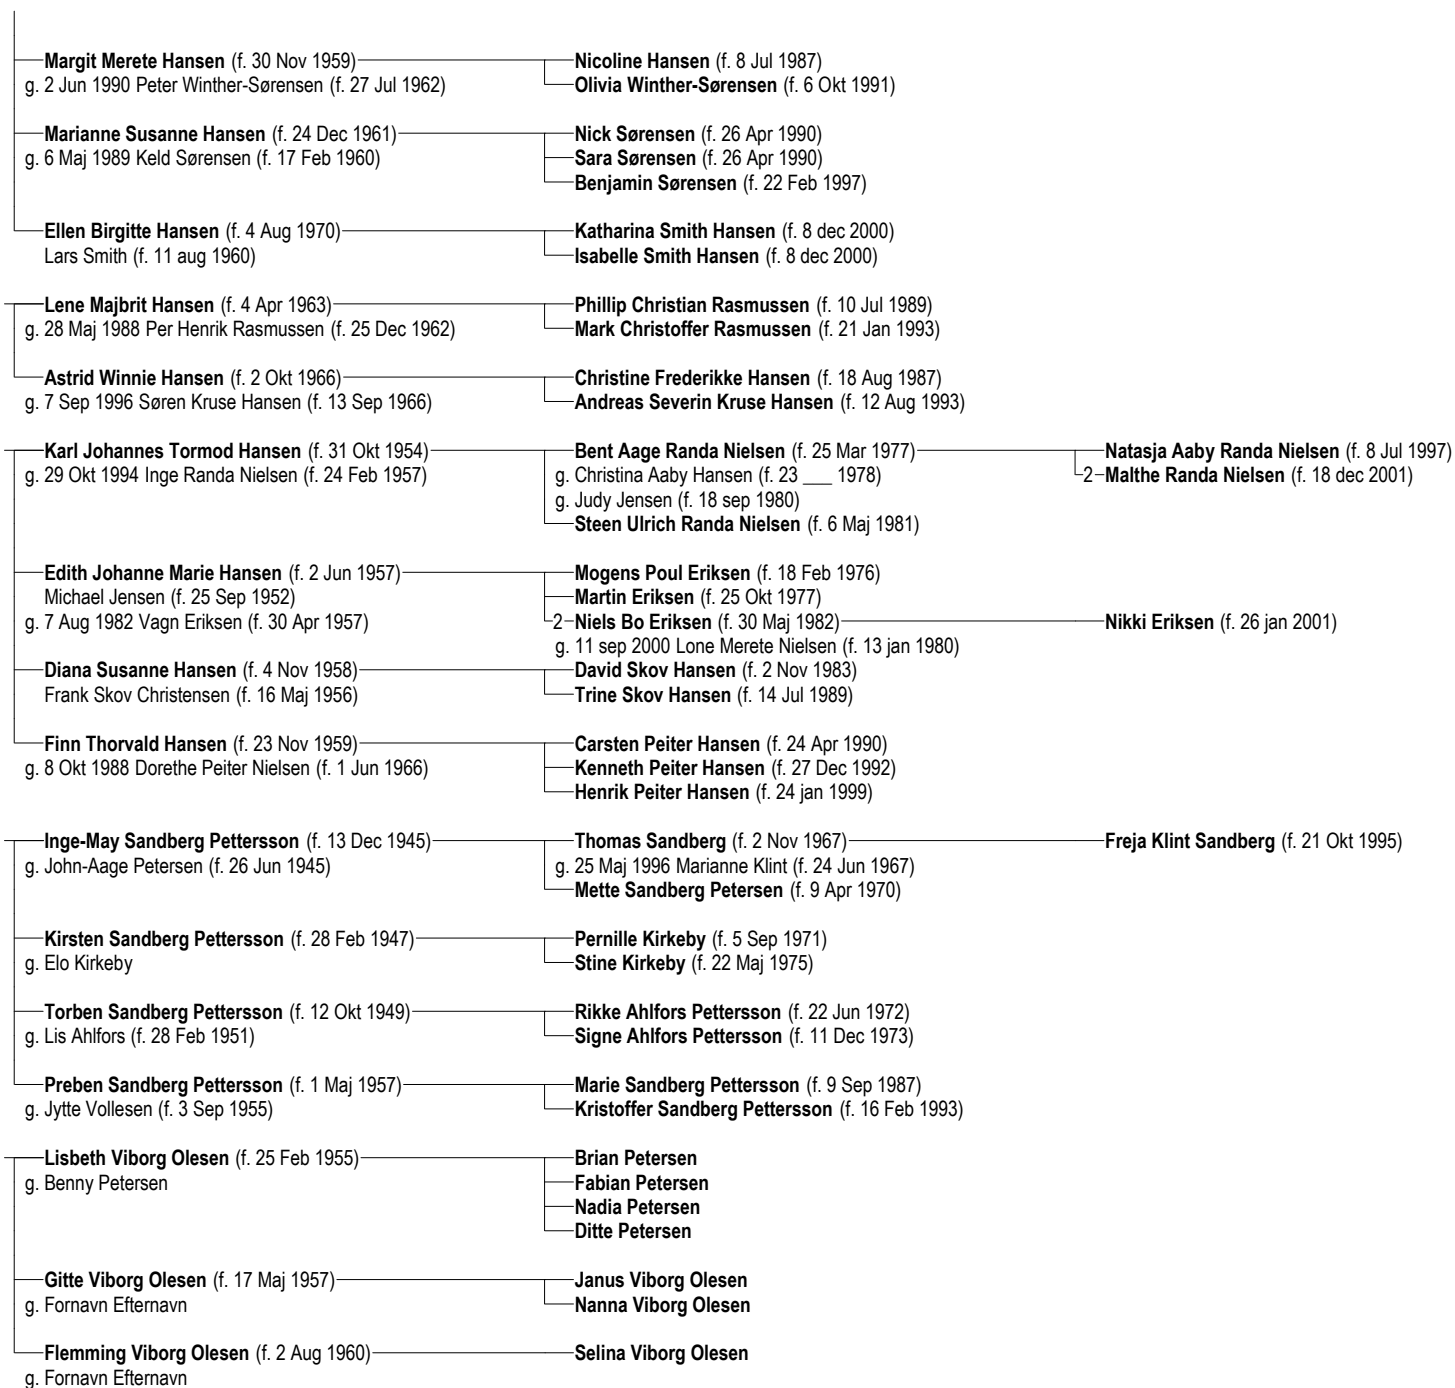 Margit Merete Hansen (f. 30 Nov 1959) Nicoline Hansen (f. 8 Jul 1987)
g. 2 Jun 1990 Peter Winther-Sørensen (f. 27 Jul 1962) Olivia Winther-Sørensen (f. 6 Okt 1991)
Marianne Susanne Hansen (f. 24 Dec 1961) Nick Sørensen (f. 26 Apr 1990)
g. 6 Maj 1989 Keld Sørensen (f. 17 Feb 1960) Sara Sørensen (f. 26 Apr 1990)
Benjamin Sørensen (f. 22 Feb 1997)
Ellen Birgitte Hansen (f. 4 Aug 1970) Katharina Smith Hansen (f. 8 dec 2000)
Lars Smith (f. 11 aug 1960) Isabelle Smith Hansen (f. 8 dec 2000)
Lene Majbrit Hansen (f. 4 Apr 1963) Phillip Christian Rasmussen (f. 10 Jul 1989)
g. 28 Maj 1988 Per Henrik Rasmussen (f. 25 Dec 1962) Mark Christoffer Rasmussen (f. 21 Jan 1993)
Astrid Winnie Hansen (f. 2 Okt 1966) Christine Frederikke Hansen (f. 18 Aug 1987)
g. 7 Sep 1996 Søren Kruse Hansen (f. 13 Sep 1966) Andreas Severin Kruse Hansen (f. 12 Aug 1993)
Karl Johannes Tormod Hansen (f. 31 Okt 1954) Bent Aage Randa Nielsen (f. 25 Mar 1977) Natasja Aaby Randa Nielsen (f. 8 Jul 1997)
g. 29 Okt 1994 Inge Randa Nielsen (f. 24 Feb 1957) g. Christina Aaby Hansen (f. 23 ___ 1978) 2 Malthe Randa Nielsen (f. 18 dec 2001)
g. Judy Jensen (f. 18 sep 1980)
Steen Ulrich Randa Nielsen (f. 6 Maj 1981)
Edith Johanne Marie Hansen (f. 2 Jun 1957) Mogens Poul Eriksen (f. 18 Feb 1976)
Michael Jensen (f. 25 Sep 1952) Martin Eriksen (f. 25 Okt 1977)
g. 7 Aug 1982 Vagn Eriksen (f. 30 Apr 1957) 2 Niels Bo Eriksen (f. 30 Maj 1982) Nikki Eriksen (f. 26 jan 2001)
g. 11 sep 2000 Lone Merete Nielsen (f. 13 jan 1980)
Diana Susanne Hansen (f. 4 Nov 1958) David Skov Hansen (f. 2 Nov 1983)
Frank Skov Christensen (f. 16 Maj 1956) Trine Skov Hansen (f. 14 Jul 1989)
Finn Thorvald Hansen (f. 23 Nov 1959) Carsten Peiter Hansen (f. 24 Apr 1990)
g. 8 Okt 1988 Dorethe Peiter Nielsen (f. 1 Jun 1966) Kenneth Peiter Hansen (f. 27 Dec 1992)
Henrik Peiter Hansen (f. 24 jan 1999)
Inge-May Sandberg Pettersson (f. 13 Dec 1945) Thomas Sandberg (f. 2 Nov 1967) Freja Klint Sandberg (f. 21 Okt 1995)
g. John-Aage Petersen (f. 26 Jun 1945) g. 25 Maj 1996 Marianne Klint (f. 24 Jun 1967)
Mette Sandberg Petersen (f. 9 Apr 1970)
Kirsten Sandberg Pettersson (f. 28 Feb 1947) Pernille Kirkeby (f. 5 Sep 1971)
g. Elo Kirkeby Stine Kirkeby (f. 22 Maj 1975)
Torben Sandberg Pettersson (f. 12 Okt 1949) Rikke Ahlfors Pettersson (f. 22 Jun 1972)
g. Lis Ahlfors (f. 28 Feb 1951) Signe Ahlfors Pettersson (f. 11 Dec 1973)
Preben Sandberg Pettersson (f. 1 Maj 1957) Marie Sandberg Pettersson (f. 9 Sep 1987)
g. Jytte Vollesen (f. 3 Sep 1955) Kristoffer Sandberg Pettersson (f. 16 Feb 1993)
Lisbeth Viborg Olesen (f. 25 Feb 1955) Brian Petersen
g. Benny Petersen Fabian Petersen
Nadia Petersen
Ditte Petersen
Gitte Viborg Olesen (f. 17 Maj 1957) Janus Viborg Olesen
g. Fornavn Efternavn Nanna Viborg Olesen
Flemming Viborg Olesen (f. 2 Aug 1960) Selina Viborg Olesen
g. Fornavn Efternavn